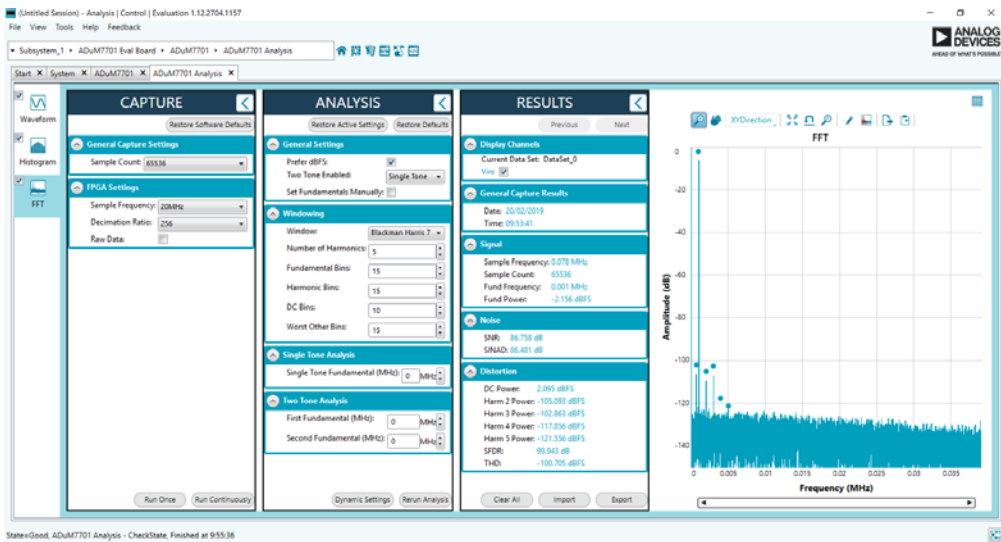 (Untitled Session) - Analysis | Control | Evaluation 1.12.2704.1157
File View Tools Help Feedback
Subsystem_1 ADuM7701 Eval Board ADuM7701 ADuM7701 Analysis
ANALOG
DEVICES
AHEAD OF WHAT'S POSSIBLE
Start X System X ADuM7701 X ADuM7701 Analysis X
Waveform
Histogram
FFT
CAPTURE
Restore Software Defaults
General Capture Settings
Sample Count: 65536
FPGA Settings
Sample Frequency: 20MHz
Decimation Ratio: 256
Raw Data:
Run Once Run Continuously
ANALYSIS
Restore Active Settings Restore Defaults
General Settings
Prefer dBFS:
Two Tone Enabled: Single Tone
Set Fundamentals Manually:
Windowing
Window: Blackman Harris 7
Number of Harmonics: 5
Fundamental Bins: 15
Harmonic Bins: 15
DC Bins: 10
Worst Other Bins: 15
Single Tone Analysis
Single Tone Fundamental (MHz): 0 MHz
Two Tone Analysis
First Fundamental (MHz): 0 MHz
Second Fundamental (MHz): 0 MHz
Dynamic Settings Rerun Analysis
RESULTS
Previous Next
Display Channels
Current Data Set: DataSet_0
Vin:
General Capture Results
Date: 20/02/2019
Time: 09:53:41
Signal
Sample Frequency: 0.078 MHz
Sample Count: 65536
Fund Frequency: 0.001 MHz
Fund Power: -2.156 dBFS
Noise
SNR: 86.758 dB
SINAD: 86.481 dB
Distortion
DC Power: 2.095 dBFS
Harm 2 Power: -105.093 dBFS
Harm 3 Power: -102.863 dBFS
Harm 4 Power: -117.856 dBFS
Harm 5 Power: -121.556 dBFS
SFDR: 99.943 dB
THD: -100.705 dBFS
Clear All Import Export
XYDirection
FFT
Amplitude (dB)
0
-20
-40
-60
-80
-100
-120
-140
0 0.005 0.01 0.015 0.02 0.025 0.03 0.035
Frequency (MHz)
State=Good, ADuM7701 Analysis - CheckState, Finished at 9:55:38